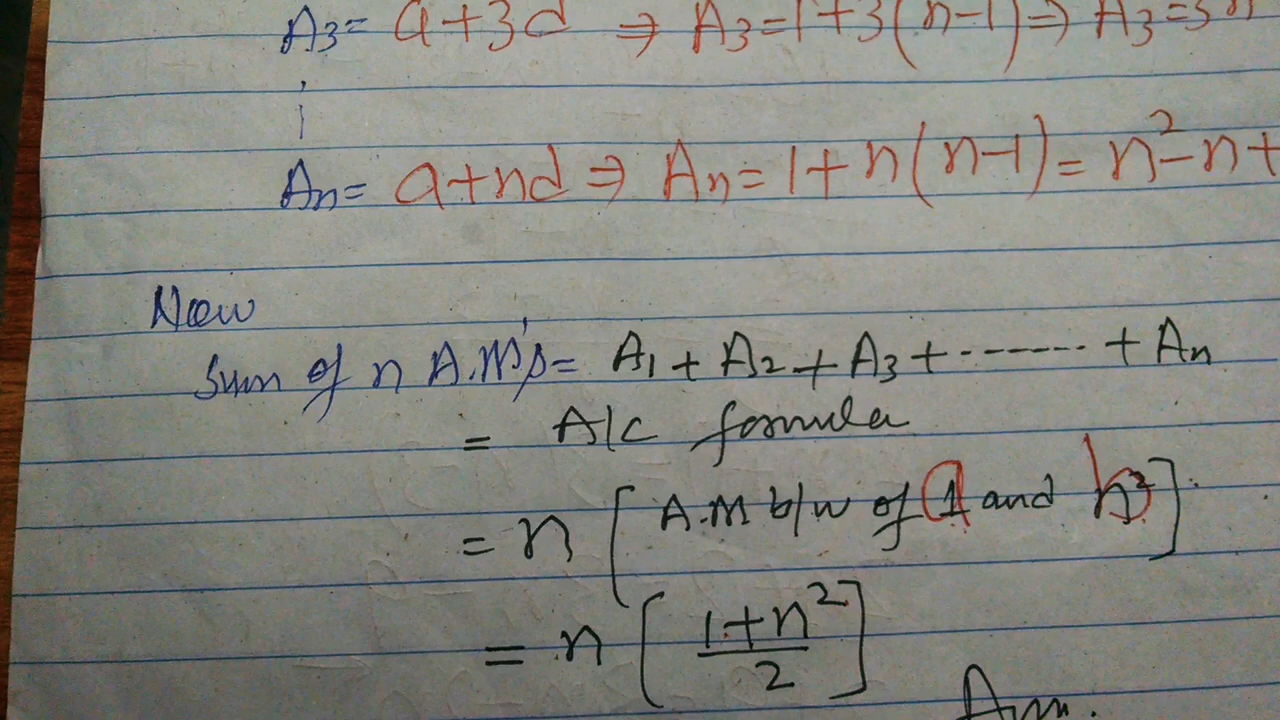 A₃= a+3d ⇒ A₃=1+3(n-1)⇒ A₃=3n
An= a+nd ⇒ An= 1+n(n-1)= n²-n+
Now
Sum of n A.M's= A₁ + A₂ + A₃ + ------- + An
= A/c formula
= n [ A.M b/w of 1 and n² ]
= n [ (1+n²)/2 ]
Ans.